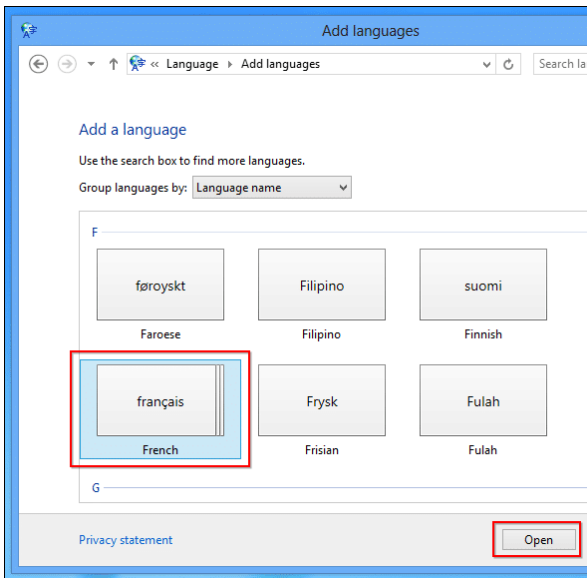 Add languages
« Language Add languages
Search la
Add a language
Use the search box to find more languages.
Group languages by: Language name
F
føroyskt Filipino suomi
Faroese Filipino Finnish
français Frysk Fulah
French Frisian Fulah
G
Privacy statement Open